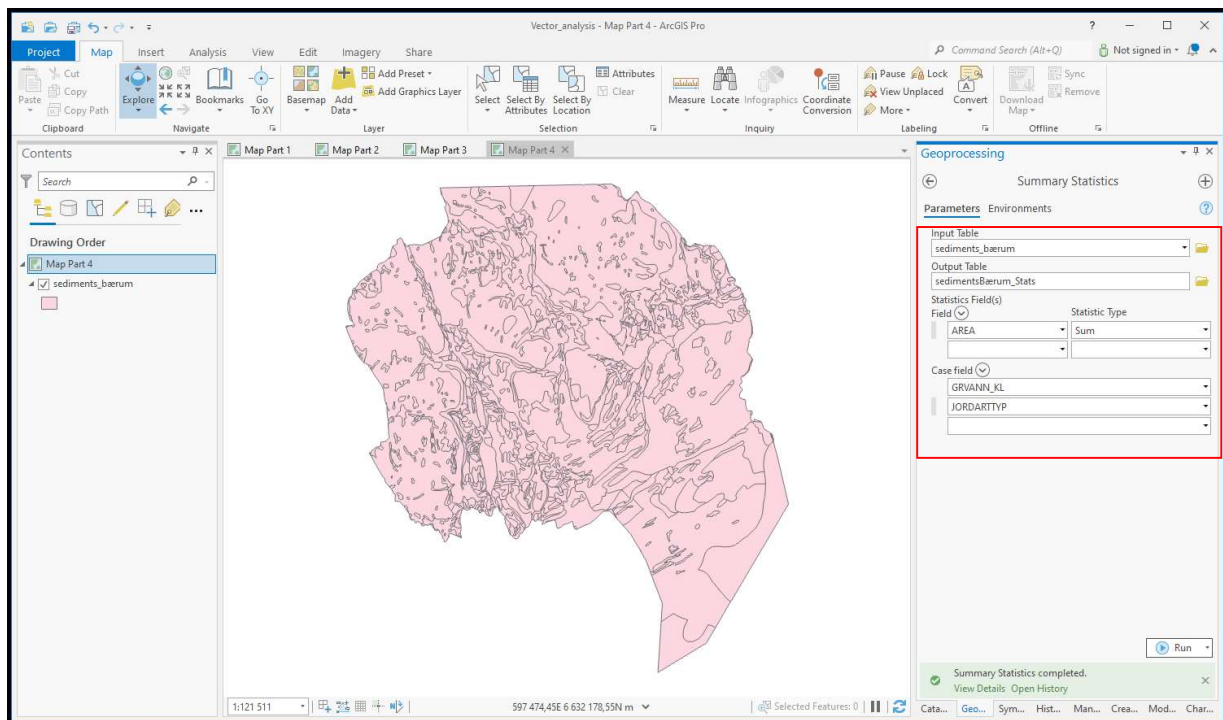 Vector_analysis - Map Part 4 - ArcGIS Pro
?
Project Map Insert Analysis View Edit Imagery Share
Command Search (Alt+Q)
Not signed in
Cut
Copy
Copy Path
Paste
Clipboard
Explore
Bookmarks
Go To XY
Navigate
Basemap
Add Data
Add Preset
Add Graphics Layer
Layer
Select
Select By Attributes
Select By Location
Attributes
Clear
Selection
Measure
Locate
Infographics
Coordinate Conversion
Inquiry
Pause
Lock
View Unplaced
More
Convert
Labeling
Download Map
Sync
Remove
Offline
Contents
Search
Drawing Order
Map Part 4
sediments_bærum
Map Part 1 Map Part 2 Map Part 3 Map Part 4
1:121 511
597 474,45E 6 632 178,55N m
Selected Features: 0
Geoprocessing
Summary Statistics
Parameters Environments
?
Input Table
sediments_bærum
Output Table
sedimentsBærum_Stats
Statistics Field(s)
Field Statistic Type
AREA Sum
Case field
GRVANN_KL
JORDARTTYP
Run
Summary Statistics completed.
View Details Open History
Cata... Geo... Sym... Hist... Man... Crea... Mod... Char...